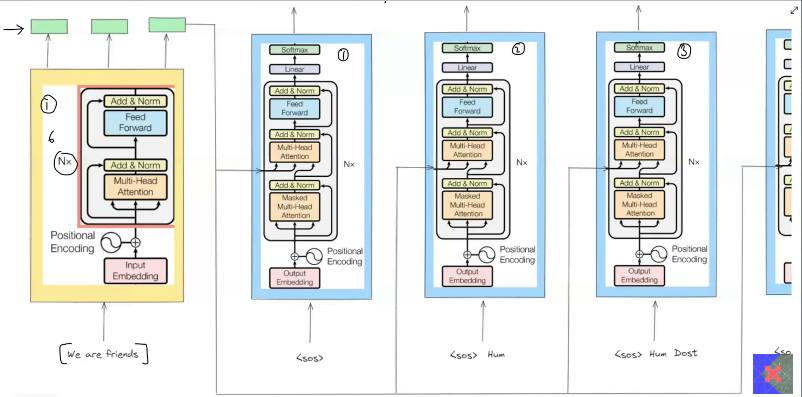 i
6
Nx
Add & Norm
Feed
Forward
Add & Norm
Multi-Head
Attention
Positional
Encoding
Input
Embedding
[We are friends]
1
Softmax
Linear
Add & Norm
Feed
Forward
Add & Norm
Multi-Head
Attention
Nx
Add & Norm
Masked
Multi-Head
Attention
Positional
Encoding
Output
Embedding
<sos>
2
Softmax
Linear
Add & Norm
Feed
Forward
Add & Norm
Multi-Head
Attention
Nx
Add & Norm
Masked
Multi-Head
Attention
Positional
Encoding
Output
Embedding
<sos> Hum
3
Softmax
Linear
Add & Norm
Feed
Forward
Add & Norm
Multi-Head
Attention
Nx
Add & Norm
Masked
Multi-Head
Attention
Positional
Encoding
Output
Embedding
<sos> Hum Dost